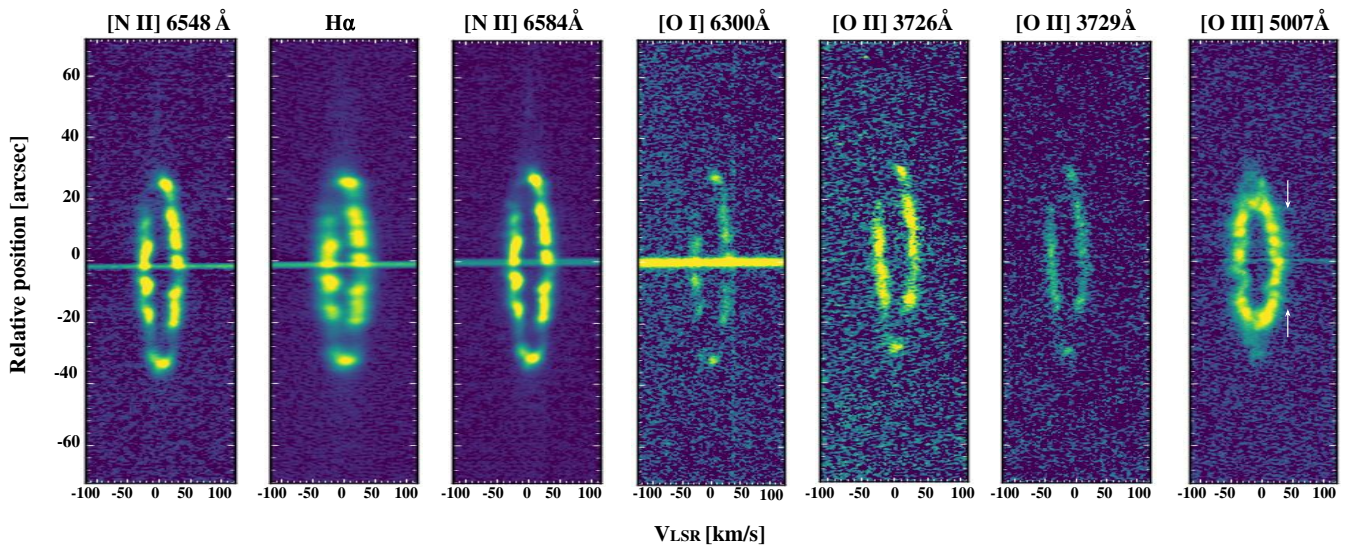 [N II] 6548 Å Hα [N II] 6584Å [O I] 6300Å [O II] 3726Å [O II] 3729Å [O III] 5007Å
60
40
20
0
-20
-40
-60
Relative position [arcsec]
-100 -50 0 50 100 -100 -50 0 50 100 -100 -50 0 50 100 -100 -50 0 50 100 -100 -50 0 50 100 -100 -50 0 50 100 -100 -50 0 50 100
VLSR [km/s]